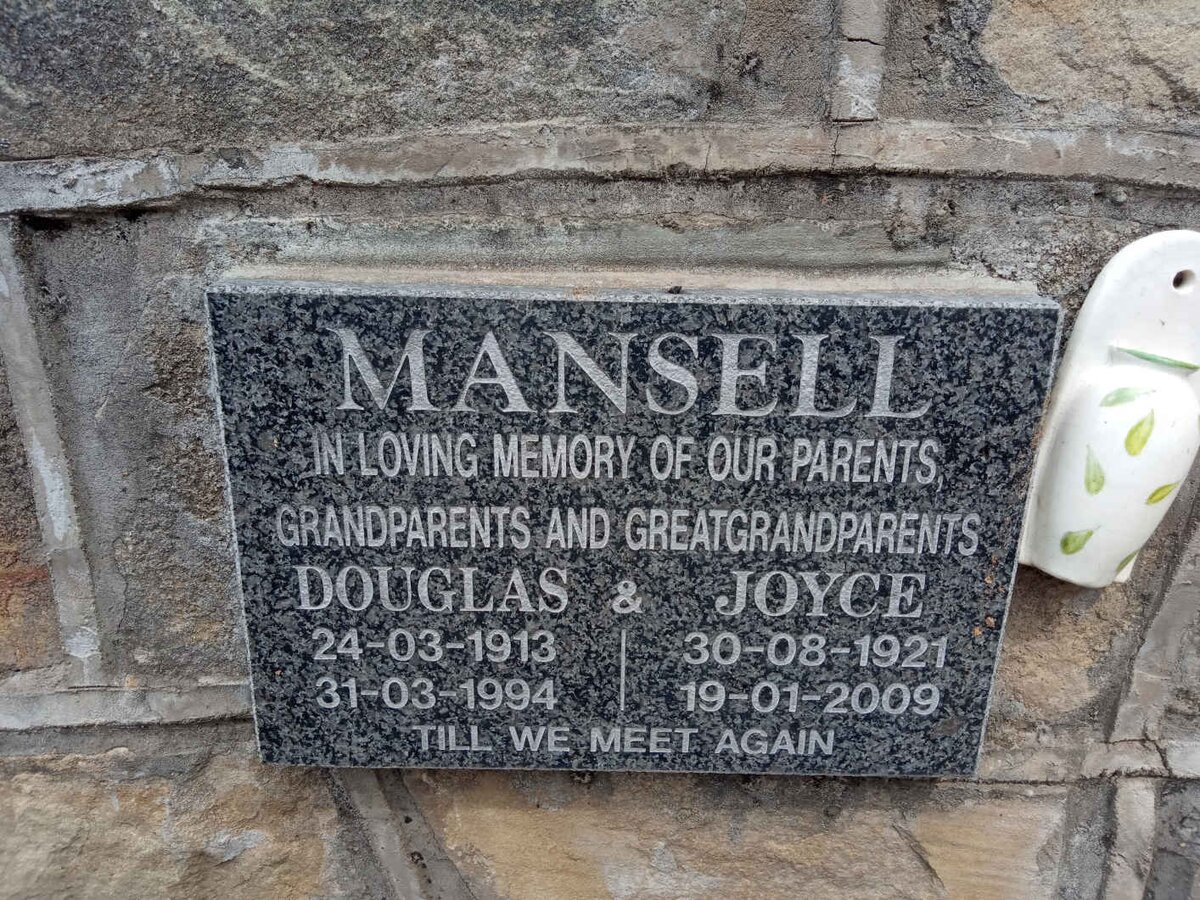 MANSELL
IN LOVING MEMORY OF OUR PARENTS,
GRANDPARENTS AND GREATGRANDPARENTS
DOUGLAS & JOYCE
24-03-1913 | 30-08-1921
31-03-1994 | 19-01-2009
TILL WE MEET AGAIN